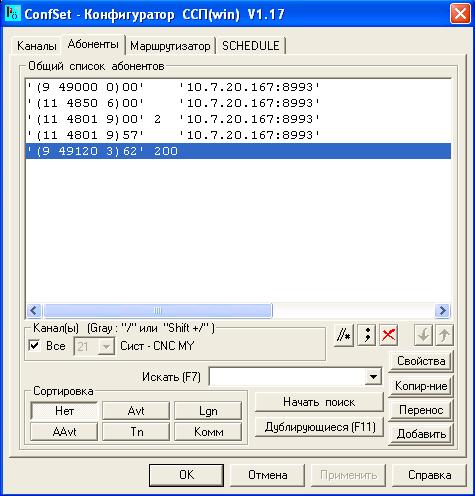 ConfSet - Конфигуратор ССП(win) V1.17
Каналы Абоненты Маршрутизатор SCHEDULE
Общий список абонентов
'(9 49000 0)00' '10.7.20.167:8993'
'(11 4850 6)00' '10.7.20.167:8993'
'(11 4801 9)00' 2 '10.7.20.167:8993'
'(11 4801 9)57' '10.7.20.167:8993'
'(9 49120 3)62' 200
Канал(ы) (Gray : "/" или "Shift +/" )
Все 21 Сист - CNC MY
//* ;
Свойства
Искать (F7)
Копир-ние
Сортировка
Нет Avt Lgn
Начать поиск
Перенос
AAvt Tn Комм
Дублирующиеся (F11)
Добавить
OK Отмена Применить Справка